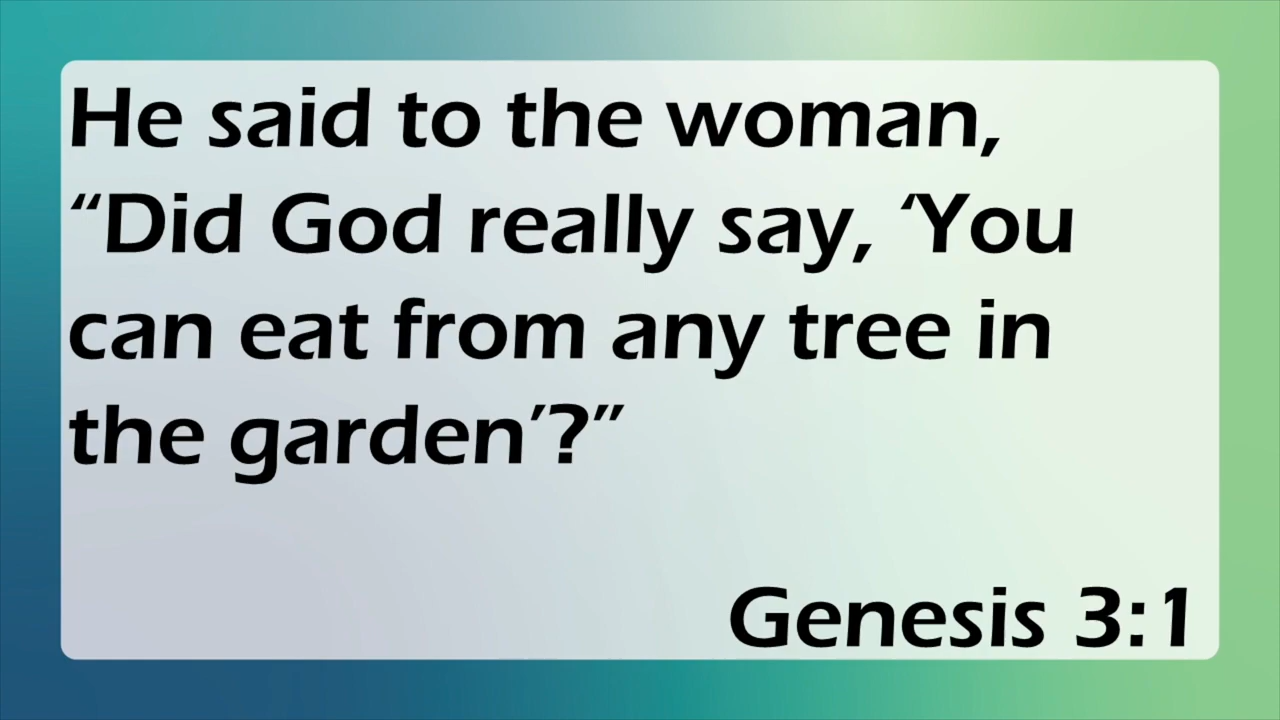 He said to the woman,
“Did God really say, ‘You
can eat from any tree in
the garden’?”
Genesis 3:1